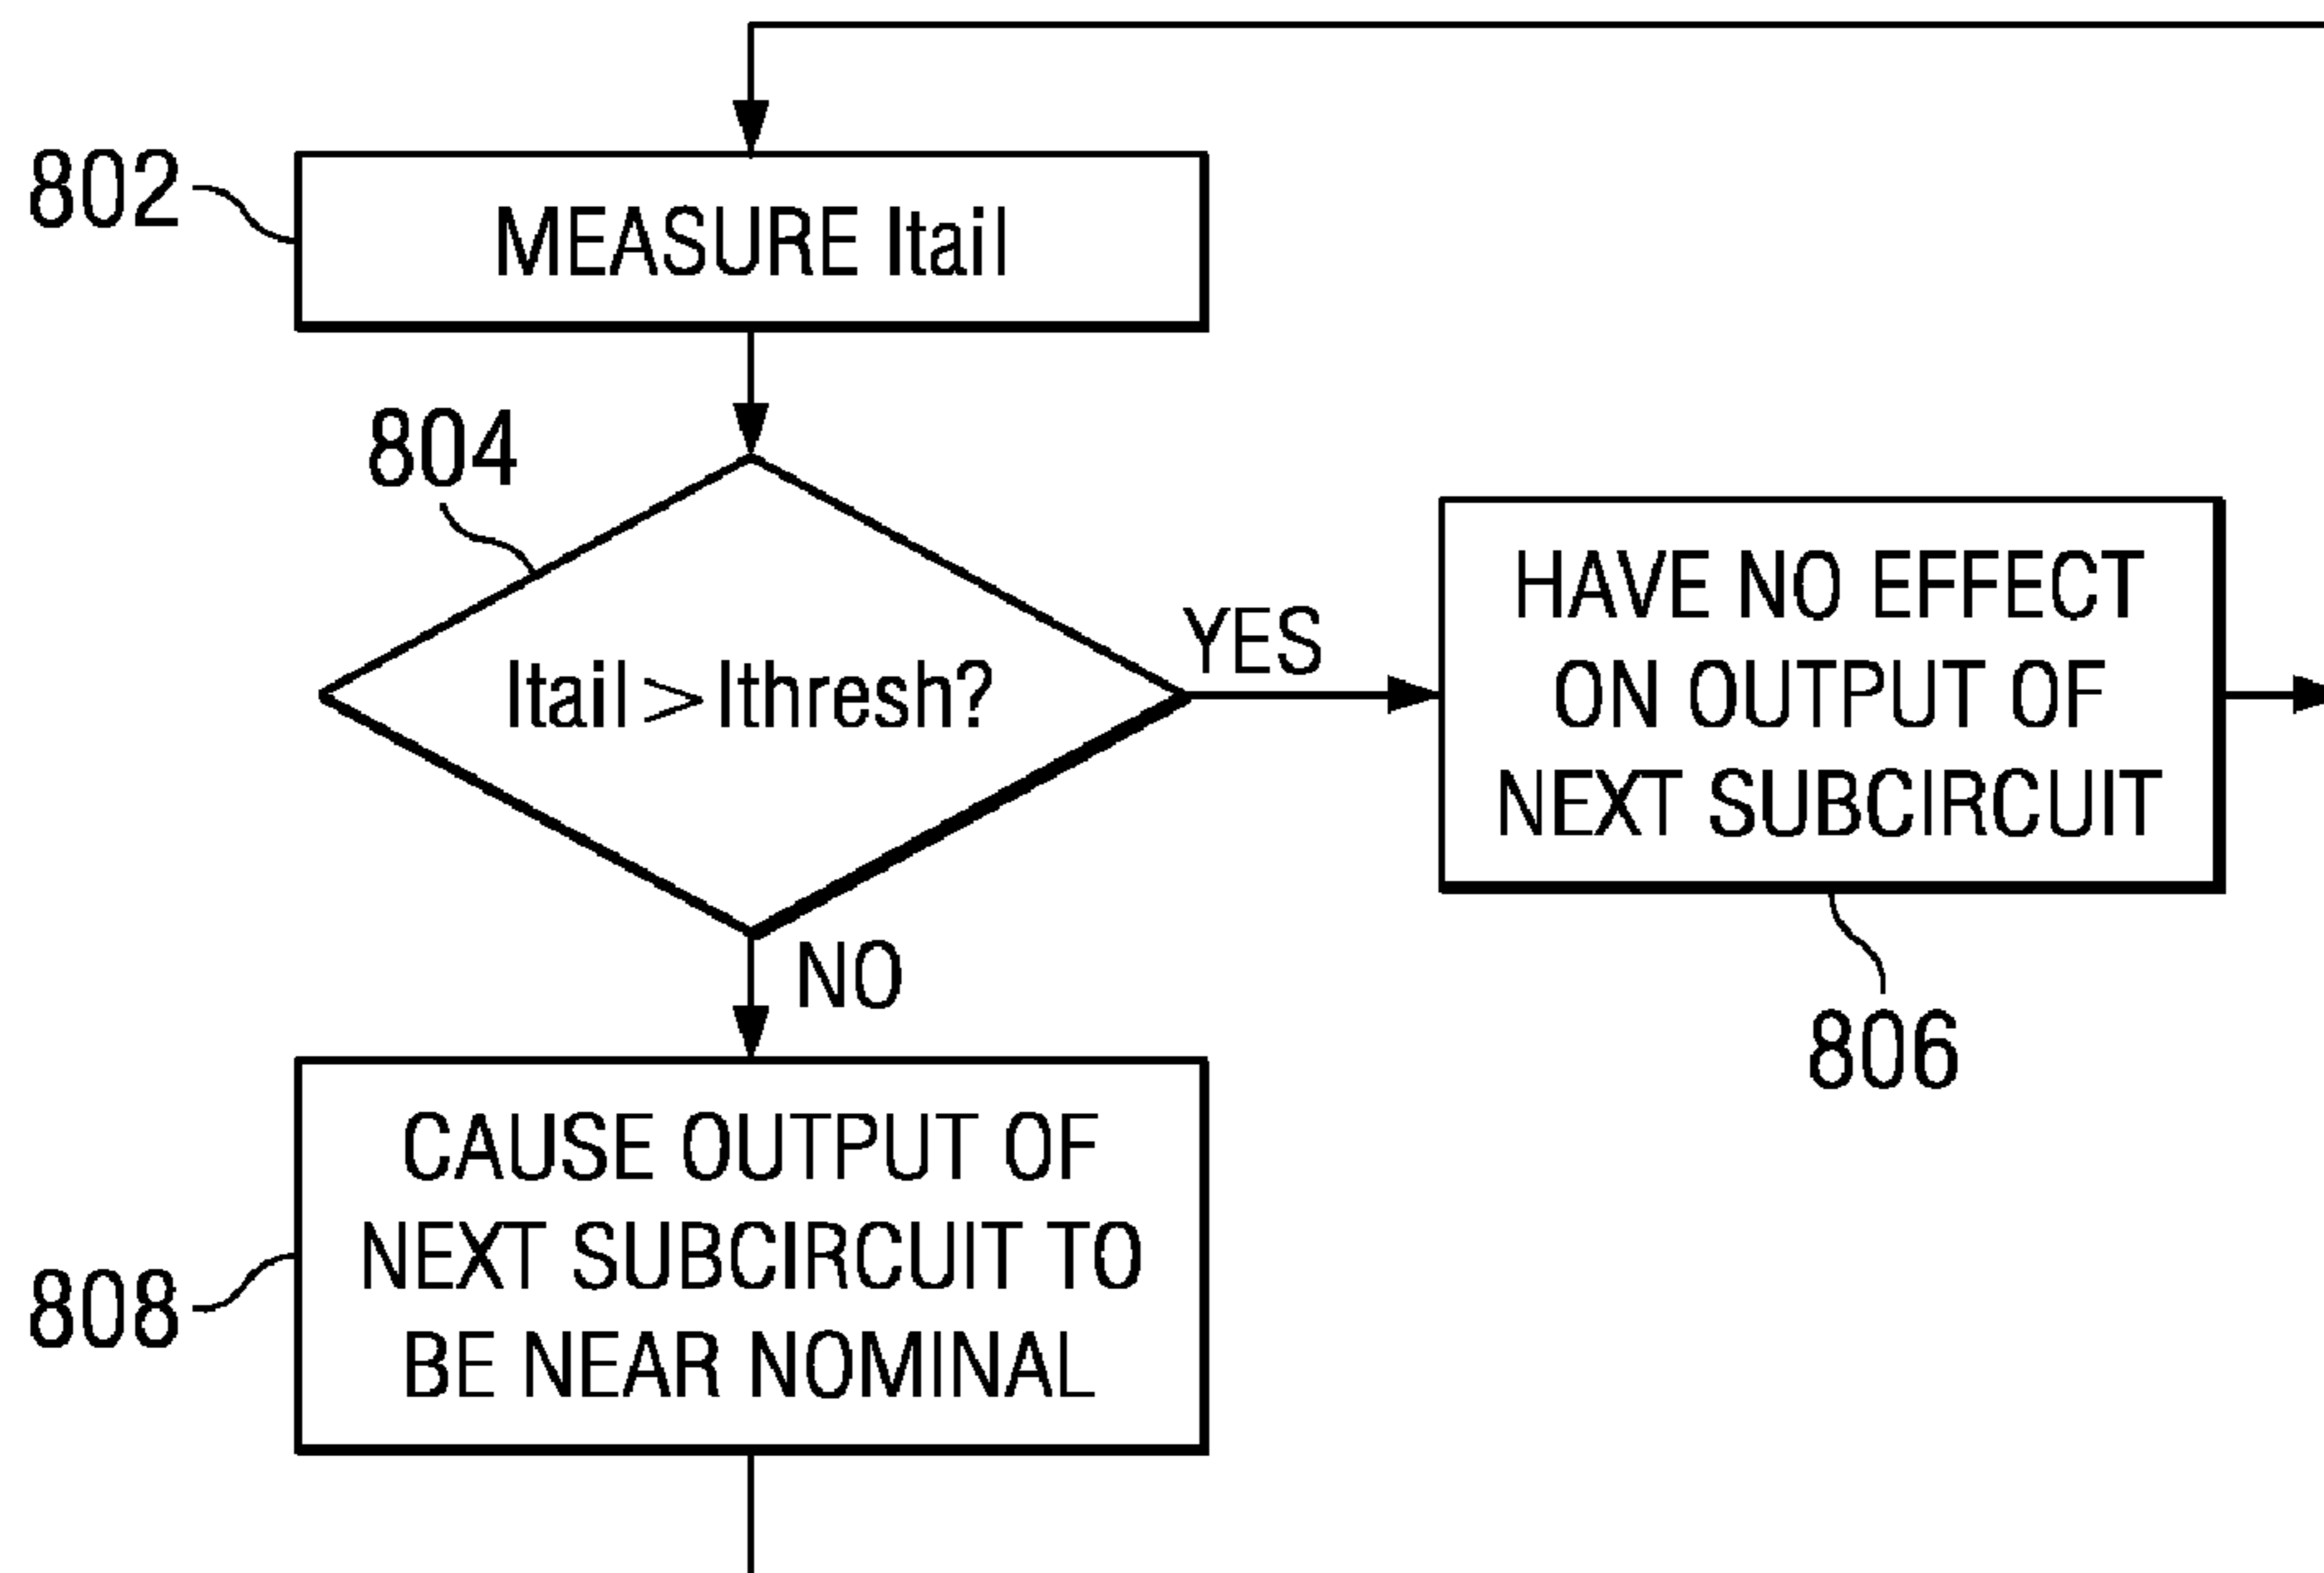 802
MEASURE Itail
804
Itail > Ithresh?
YES
HAVE NO EFFECT
ON OUTPUT OF
NEXT SUBCIRCUIT
806
NO
CAUSE OUTPUT OF
NEXT SUBCIRCUIT TO
BE NEAR NOMINAL
808